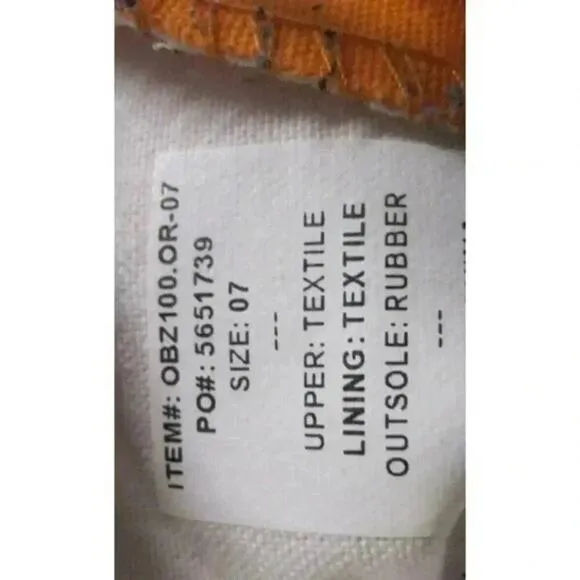 ITEM#: OBZ100.OR-07
PO#: 5651739
SIZE: 07
---
UPPER: TEXTILE
LINING: TEXTILE
OUTSOLE: RUBBER
---